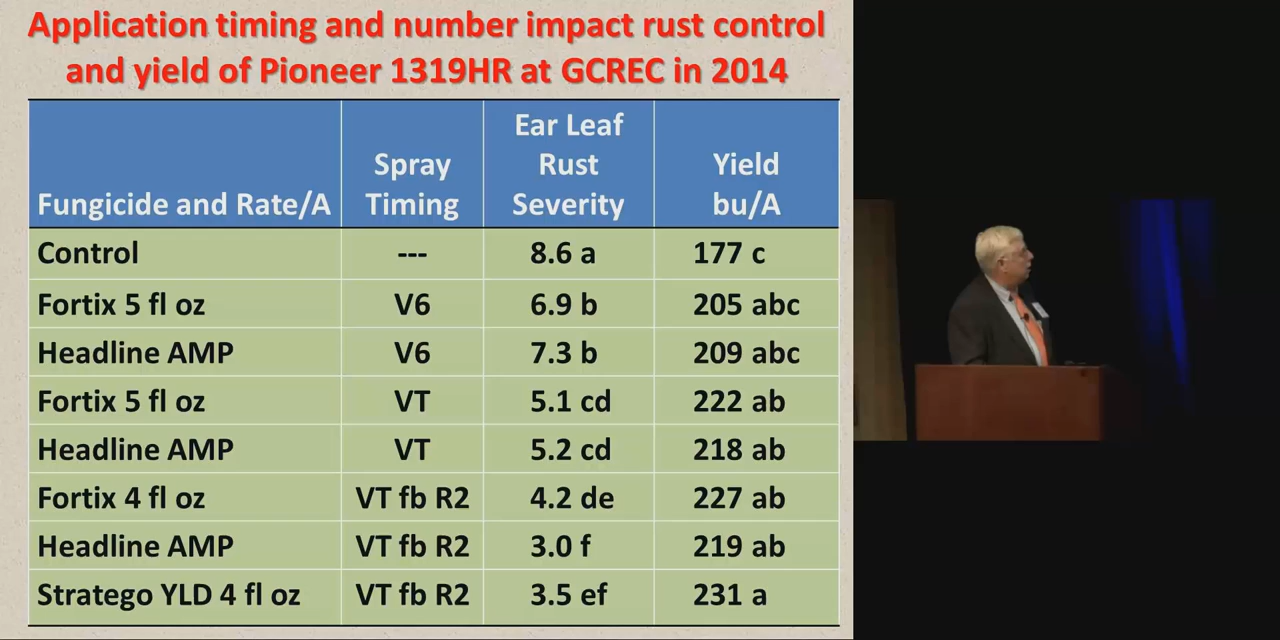 Application timing and number impact rust control
and yield of Pioneer 1319HR at GCREC in 2014
Fungicide and Rate/A Spray Timing Ear Leaf Rust Severity Yield bu/A
Control --- 8.6 a 177 c
Fortix 5 fl oz V6 6.9 b 205 abc
Headline AMP V6 7.3 b 209 abc
Fortix 5 fl oz VT 5.1 cd 222 ab
Headline AMP VT 5.2 cd 218 ab
Fortix 4 fl oz VT fb R2 4.2 de 227 ab
Headline AMP VT fb R2 3.0 f 219 ab
Stratego YLD 4 fl oz VT fb R2 3.5 ef 231 a